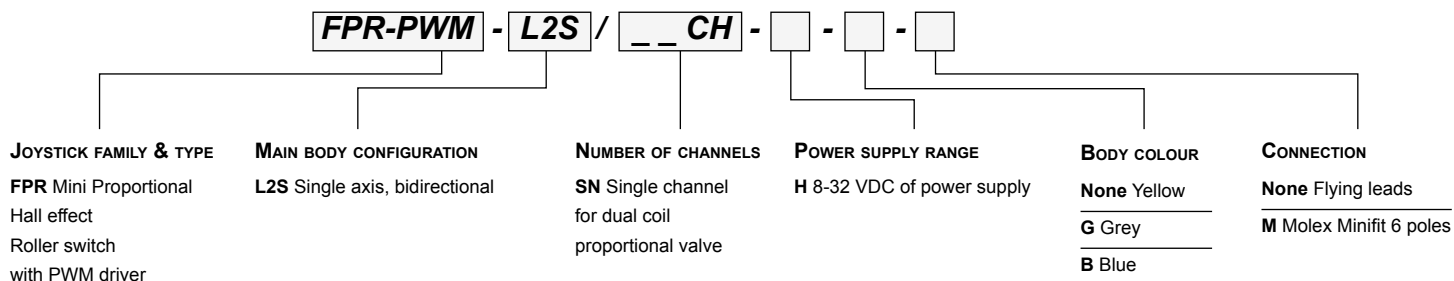 FPR-PWM - L2S / _ _ CH - - -
JOYSTICK FAMILY & TYPE
FPR Mini Proportional
Hall effect
Roller switch
with PWM driver
MAIN BODY CONFIGURATION
L2S Single axis, bidirectional
NUMBER OF CHANNELS
SN Single channel
for dual coil
proportional valve
POWER SUPPLY RANGE
H 8-32 VDC of power supply
BODY COLOUR
None Yellow
G Grey
B Blue
CONNECTION
None Flying leads
M Molex Minifit 6 poles